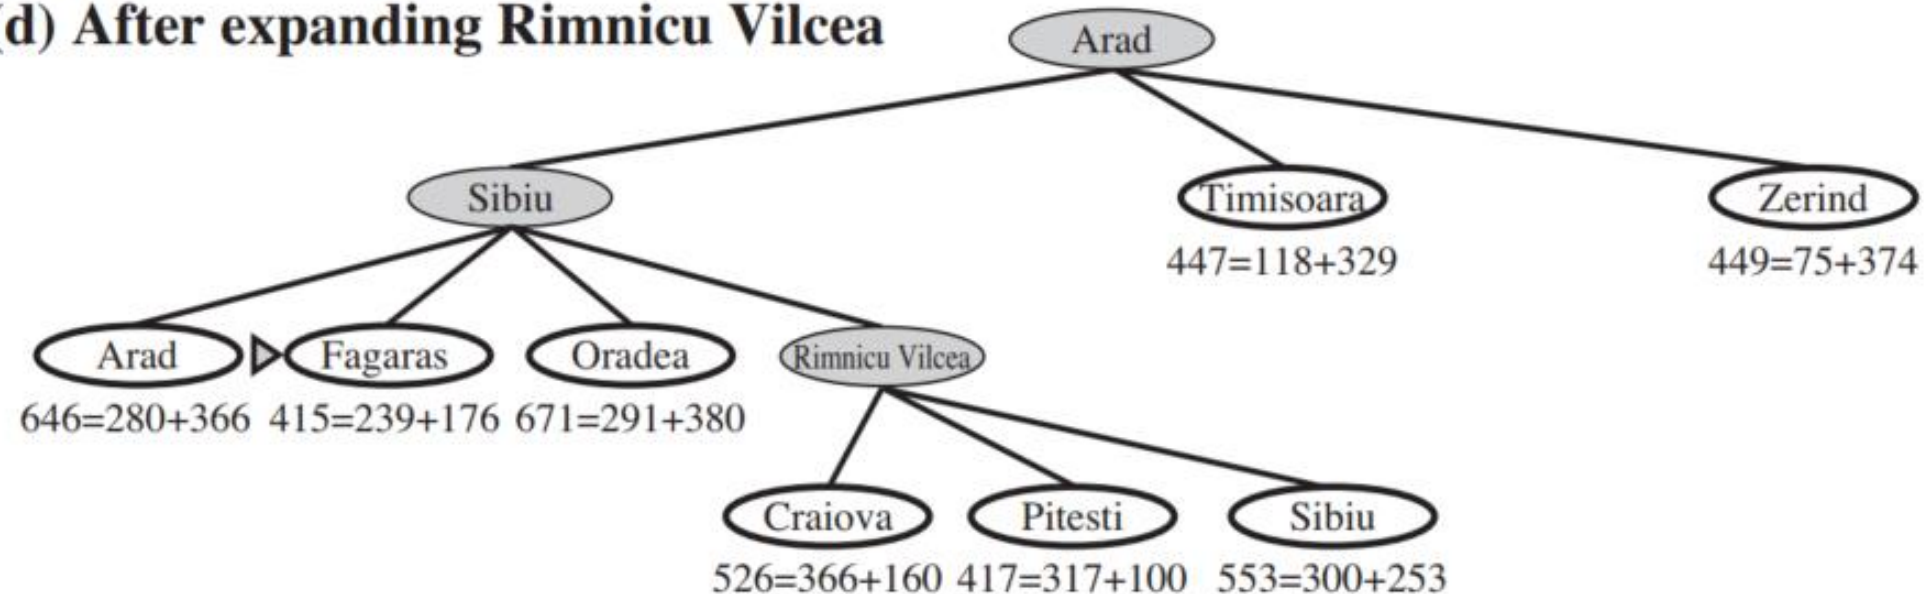 (d) After expanding Rimnicu Vilcea
Arad
Sibiu Timisoara Zerind
447=118+329 449=75+374
Arad Fagaras Oradea Rimnicu Vilcea
646=280+366 415=239+176 671=291+380
Craiova Pitesti Sibiu
526=366+160 417=317+100 553=300+253